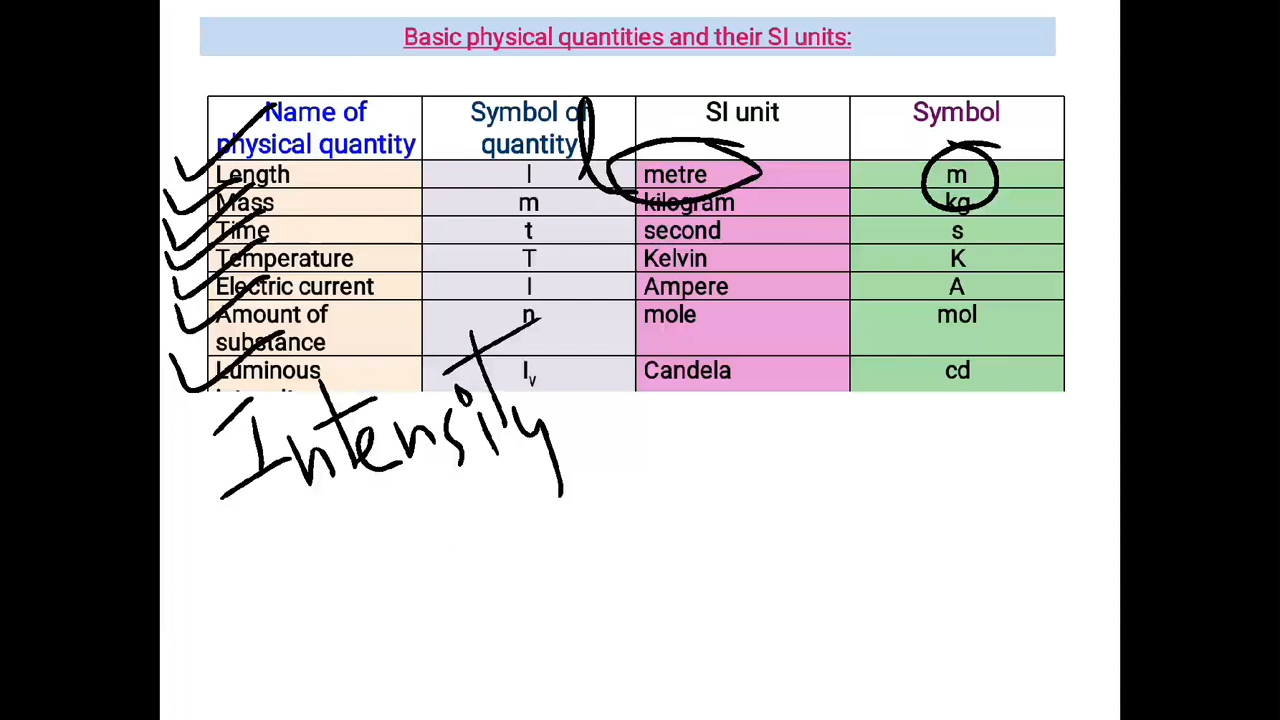 Basic physical quantities and their SI units:
Name of physical quantity Symbol of quantity SI unit Symbol
Length l metre m
Mass m kilogram kg
Time t second s
Temperature T Kelvin K
Electric current I Ampere A
Amount of substance n mole mol
Luminous Iv Candela cd
Intensity
l